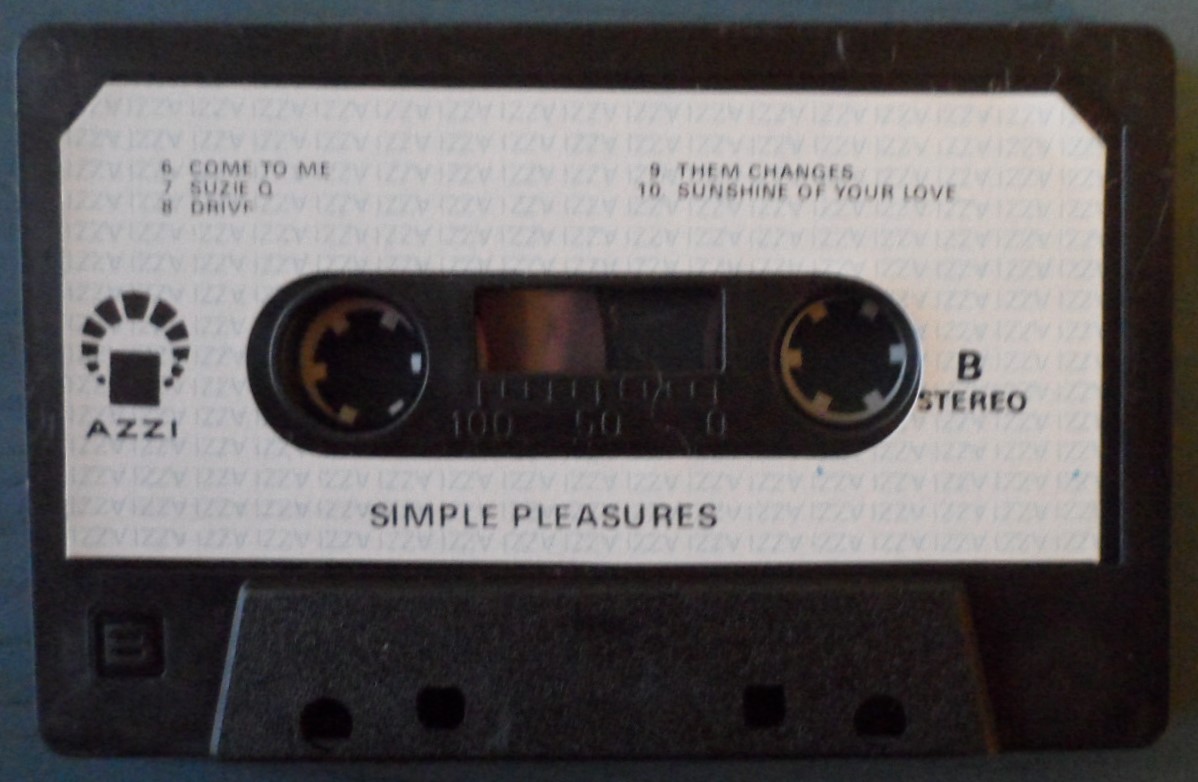 6 COME TO ME
7 SUZIE Q
8 DRIVE
9 THEM CHANGES
10 SUNSHINE OF YOUR LOVE
AZZI
100 50 0
B
STEREO
SIMPLE PLEASURES